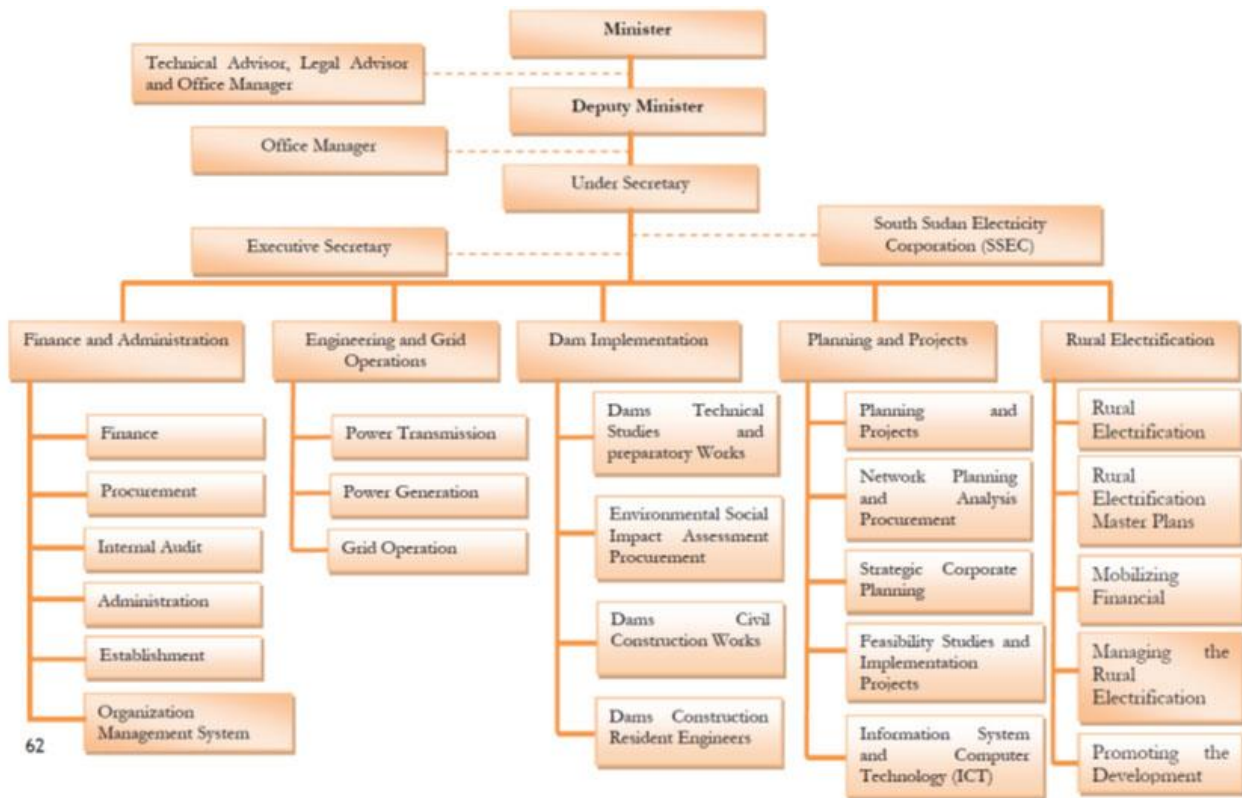 Minister
Technical Advisor, Legal Advisor
and Office Manager
Deputy Minister
Office Manager
Under Secretary
Executive Secretary
South Sudan Electricity
Corporation (SSEC)
Finance and Administration
Finance
Procurement
Internal Audit
Administration
Establishment
Organization
Management System
Engineering and Grid
Operations
Power Transmission
Power Generation
Grid Operation
Dam Implementation
Dams Technical
Studies and
preparatory Works
Environmental Social
Impact Assessment
Procurement
Dams Civil
Construction Works
Dams Construction
Resident Engineers
Planning and Projects
Planning and
Projects
Network Planning
and Analysis
Procurement
Strategic Corporate
Planning
Feasibility Studies and
Implementation
Projects
Information System
and Computer
Technology (ICT)
Rural Electrification
Rural
Electrification
Rural
Electrification
Master Plans
Mobilizing
Financial
Managing the
Rural
Electrification
Promoting the
Development
62